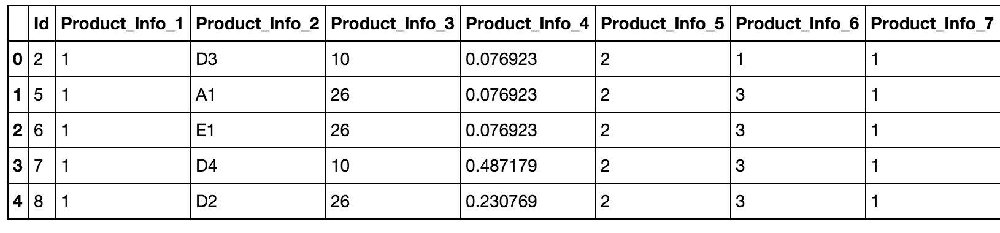 Id Product_Info_1 Product_Info_2 Product_Info_3 Product_Info_4 Product_Info_5 Product_Info_6 Product_Info_7
0 2 1 D3 10 0.076923 2 1 1
1 5 1 A1 26 0.076923 2 3 1
2 6 1 E1 26 0.076923 2 3 1
3 7 1 D4 10 0.487179 2 3 1
4 8 1 D2 26 0.230769 2 3 1